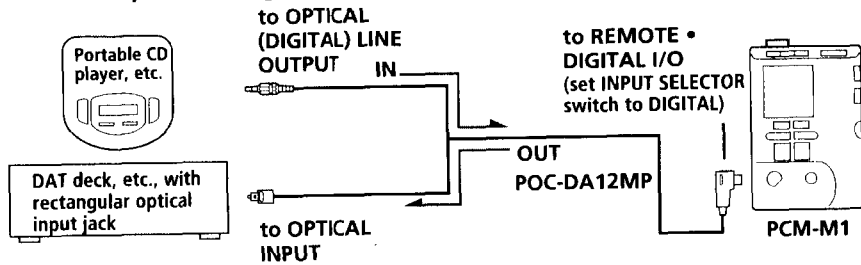 to OPTICAL
(DIGITAL) LINE
OUTPUT
IN
Portable CD
player, etc.
to REMOTE •
DIGITAL I/O
(set INPUT SELECTOR
switch to DIGITAL)
OUT
POC-DA12MP
DAT deck, etc., with
rectangular optical
input jack
to OPTICAL
INPUT
PCM-M1